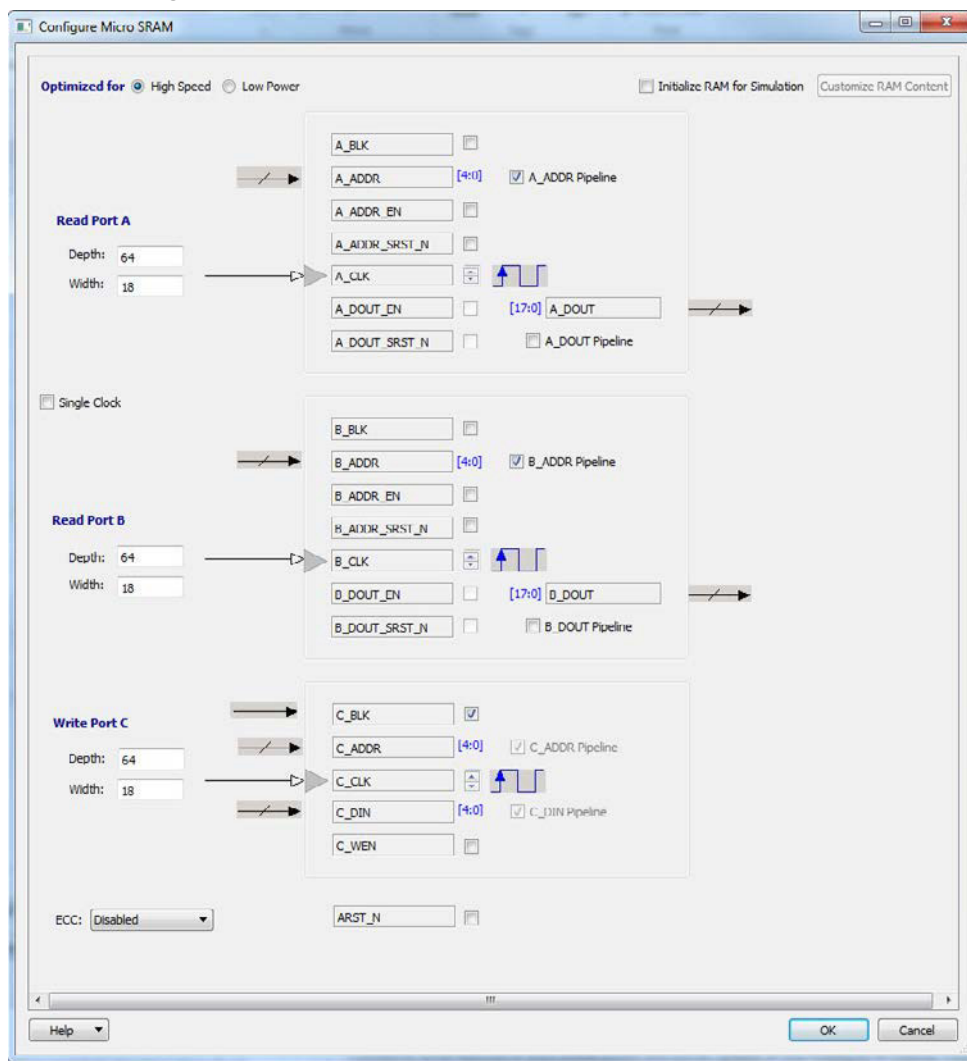 Configure Micro SRAM
Optimized for High Speed Low Power Initialize RAM for Simulation Customize RAM Content
A_BLK
A_ADDR [4:0] A_ADDR Pipeline
A_ADDR_EN
Read Port A
A_ADDR_SRST_N
Depth: 64
A_CLK
Width: 18
A_DOUT_EN [17:0] A_DOUT
A_DOUT_SRST_N A_DOUT Pipeline
Single Clock
B_BLK
B_ADDR [4:0] B_ADDR Pipeline
B_ADDR_EN
Read Port B
B_ADDR_SRST_N
Depth: 64 B_CLK
Width: 18 B_DOUT_EN [17:0] B_DOUT
B_DOUT_SRST_N B_DOUT Pipeline
C_BLK
Write Port C
C_ADDR [4:0] C_ADDR Pipeline
Depth: 64
C_CLK
Width: 18
C_DIN [4:0] C_DIN Pipeline
C_WEN
ECC: Disabled ARST_N
Help OK Cancel